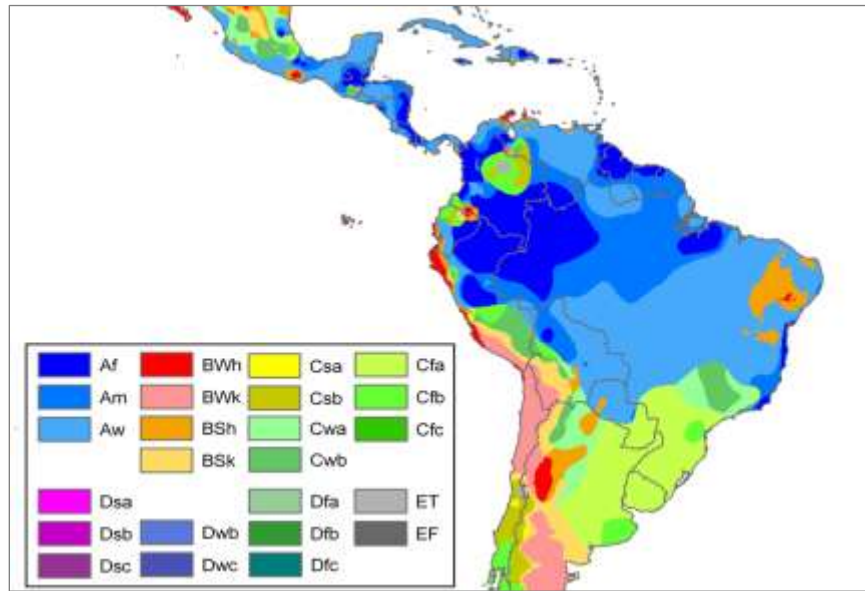 Af BWh Csa Cfa
Am BWk Csb Cfb
Aw BSh Cwa Cfc
BSk Cwb
Dsa Dfa ET
Dsb Dwb Dfb EF
Dsc Dwc Dfc